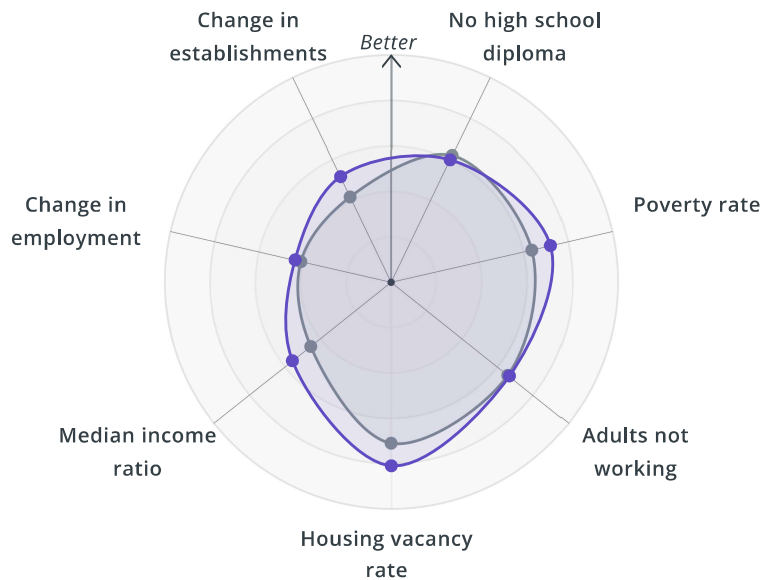 Change in
establishments
Better
No high school
diploma
Change in
employment
Poverty rate
Median income
ratio
Adults not
working
Housing vacancy
rate